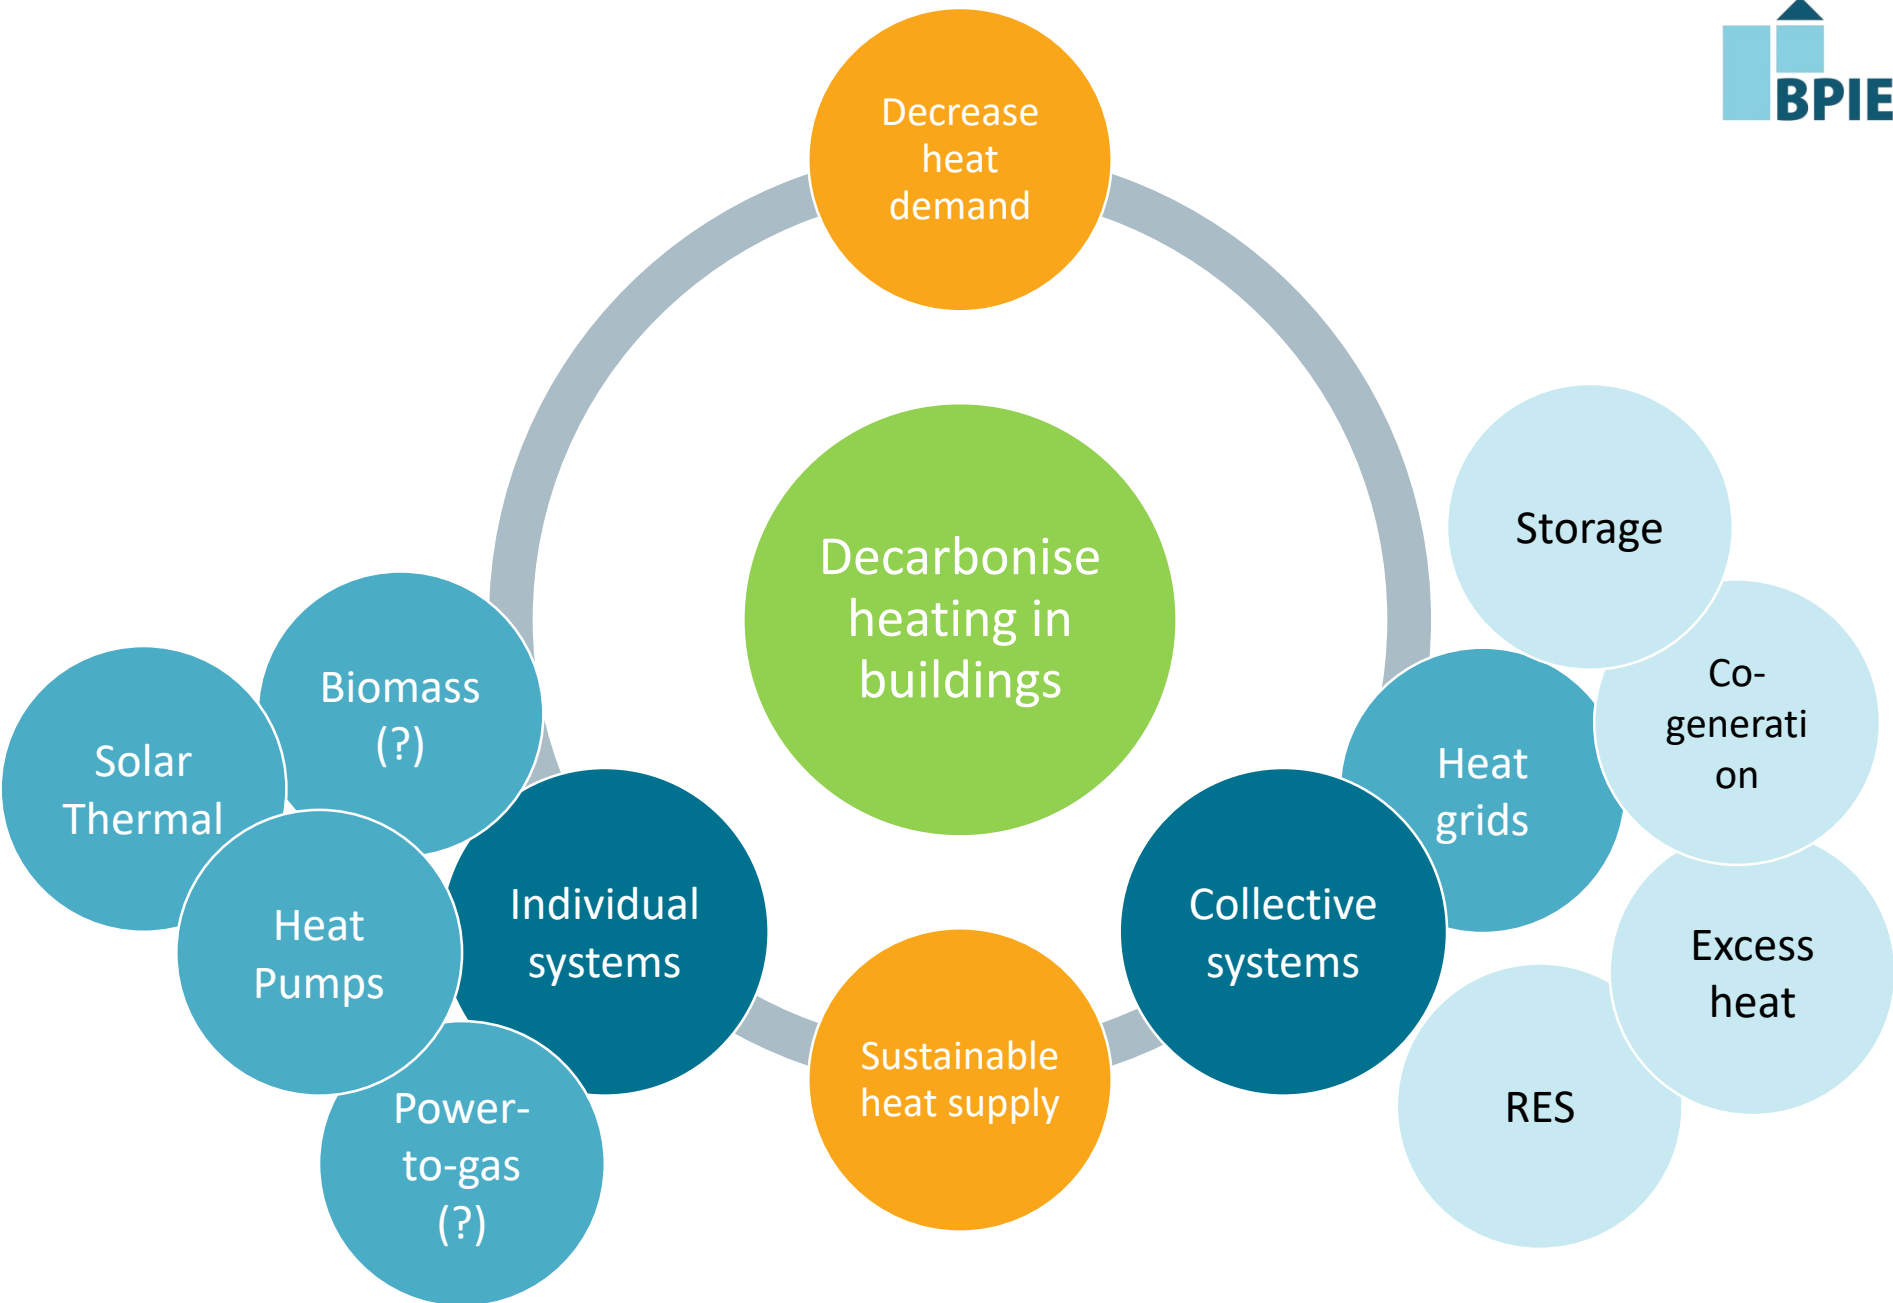 BPIE
Decrease
heat
demand
Decarbonise
heating in
buildings
Storage
Co-
generati
on
Heat
grids
Excess
heat
RES
Collective
systems
Sustainable
heat supply
Individual
systems
Biomass
(?)
Solar
Thermal
Heat
Pumps
Power-
to-gas
(?)